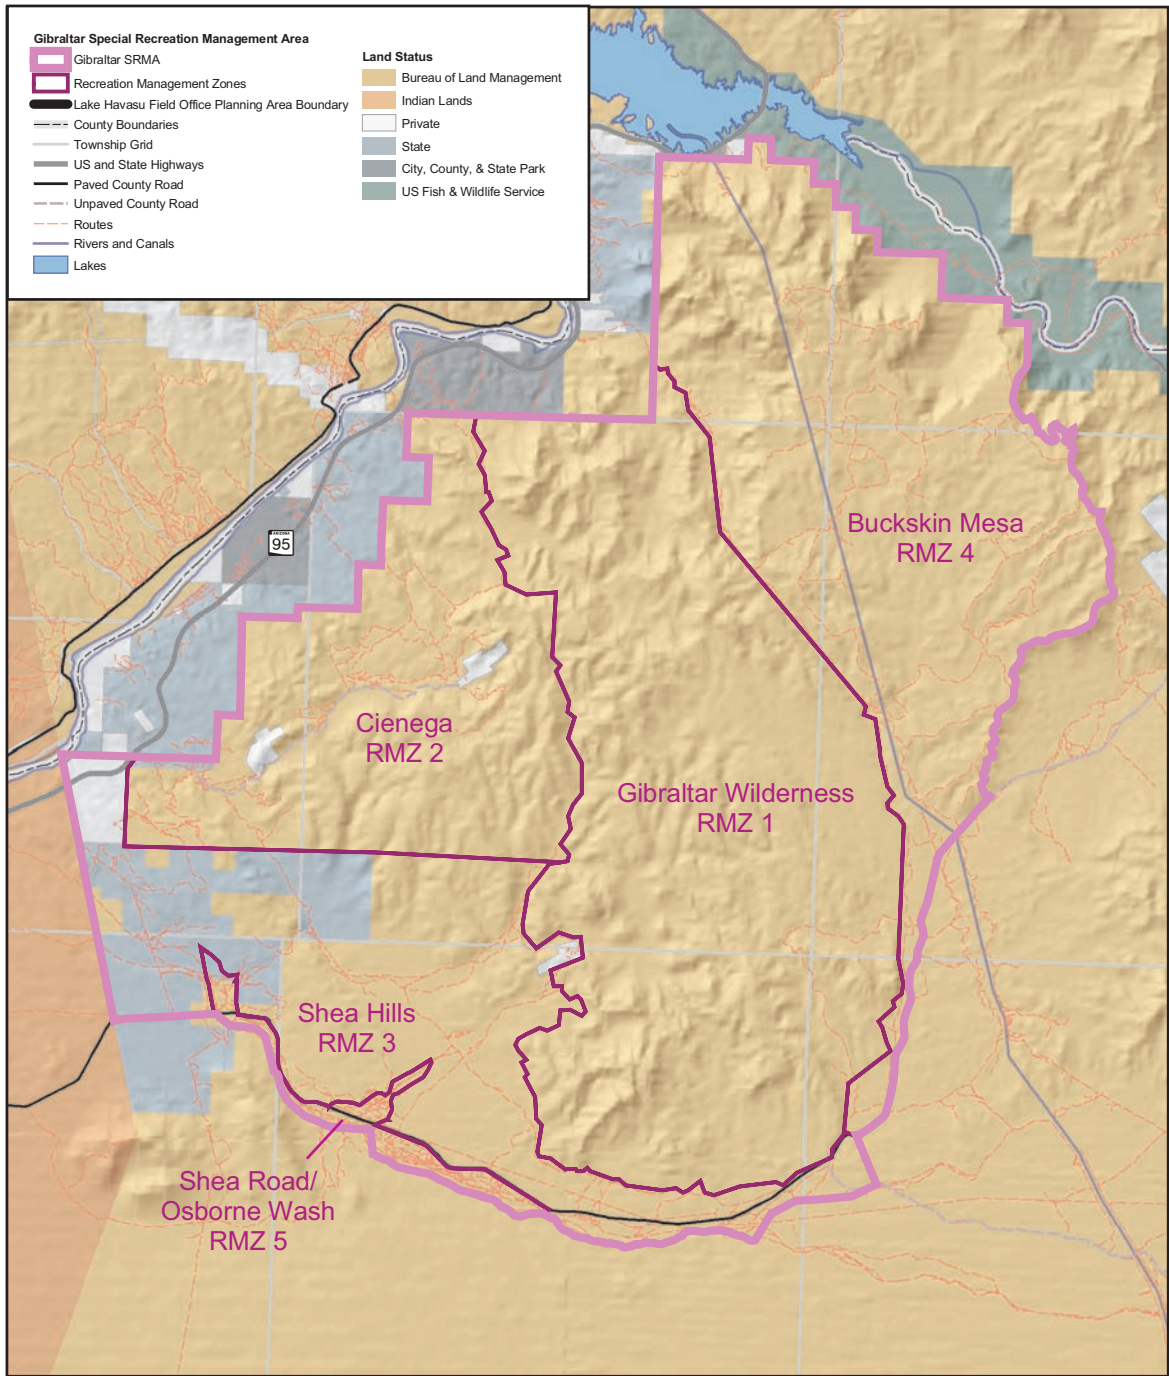 Gibraltar Special Recreation Management Area
Gibraltar SRMA
Recreation Management Zones
Lake Havasu Field Office Planning Area Boundary
County Boundaries
Township Grid
US and State Highways
Paved County Road
Unpaved County Road
Routes
Rivers and Canals
Lakes
Land Status
Bureau of Land Management
Indian Lands
Private
State
City, County, & State Park
US Fish & Wildlife Service
ARIZONA
95
Buckskin Mesa
RMZ 4
Cienega
RMZ 2
Gibraltar Wilderness
RMZ 1
Shea Hills
RMZ 3
Shea Road/
Osborne Wash
RMZ 5